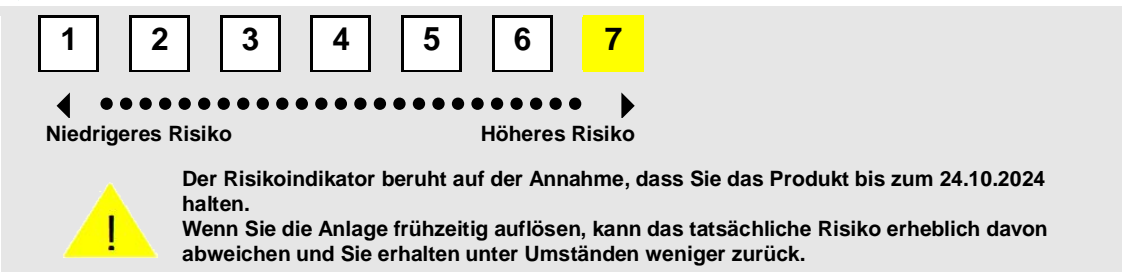 1 2 3 4 5 6 7
Niedrigeres Risiko Höheres Risiko
Der Risikoindikator beruht auf der Annahme, dass Sie das Produkt bis zum 24.10.2024
halten.
Wenn Sie die Anlage frühzeitig auflösen, kann das tatsächliche Risiko erheblich davon
abweichen und Sie erhalten unter Umständen weniger zurück.
!